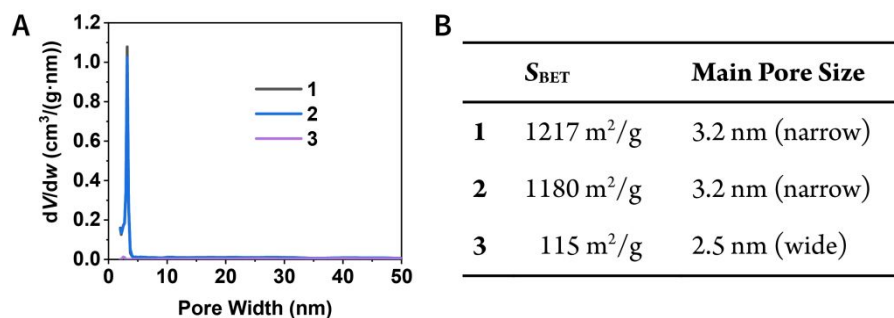 A
dV/dw (cm³/(g·nm))
1.2
1.0
0.8
0.6
0.4
0.2
0.0
1
2
3
0 10 20 30 40 50
Pore Width (nm)
B
S_BET Main Pore Size
1 1217 m²/g 3.2 nm (narrow)
2 1180 m²/g 3.2 nm (narrow)
3 115 m²/g 2.5 nm (wide)